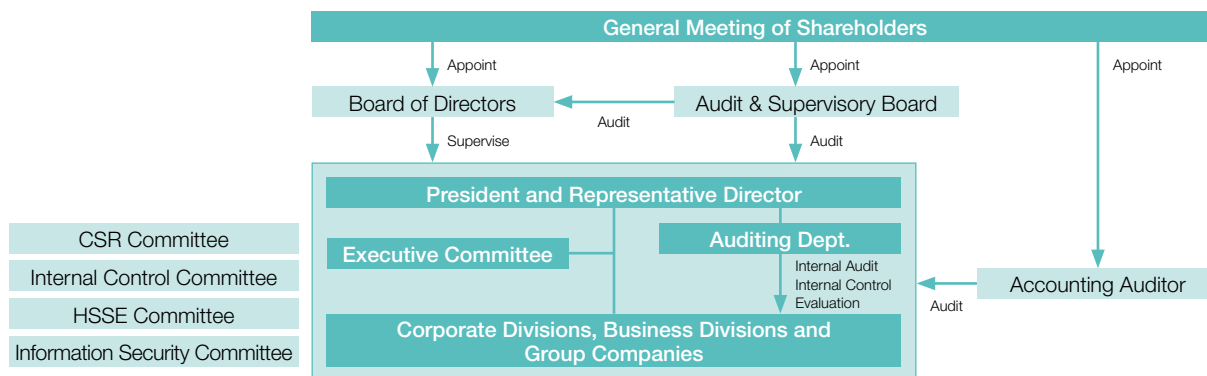 General Meeting of Shareholders
Appoint
Appoint
Appoint
Board of Directors
Audit & Supervisory Board
Audit
Supervise
Audit
President and Representative Director
CSR Committee
Internal Control Committee
HSSE Committee
Information Security Committee
Executive Committee
Auditing Dept.
Internal Audit
Internal Control
Evaluation
Accounting Auditor
Audit
Corporate Divisions, Business Divisions and
Group Companies